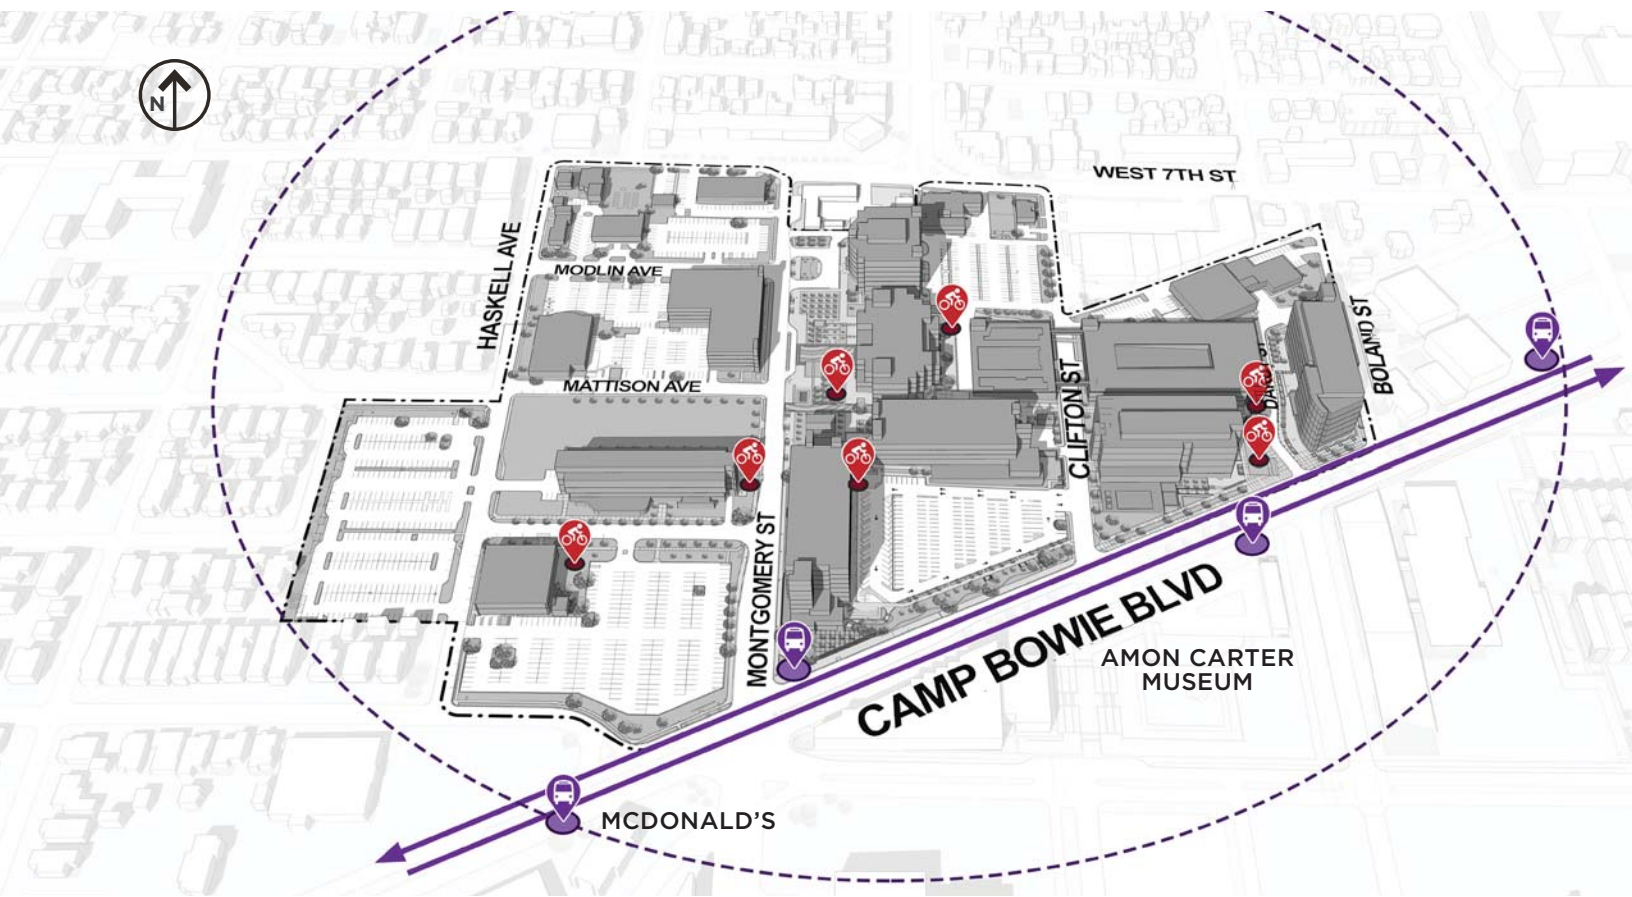 N
WEST 7TH ST
HASKELL AVE
MODLIN AVE
MATTISON AVE
CLIFTON ST
BOLAND ST
MONTGOMERY ST
CAMP BOWIE BLVD
AMON CARTER
MUSEUM
MCDONALD'S